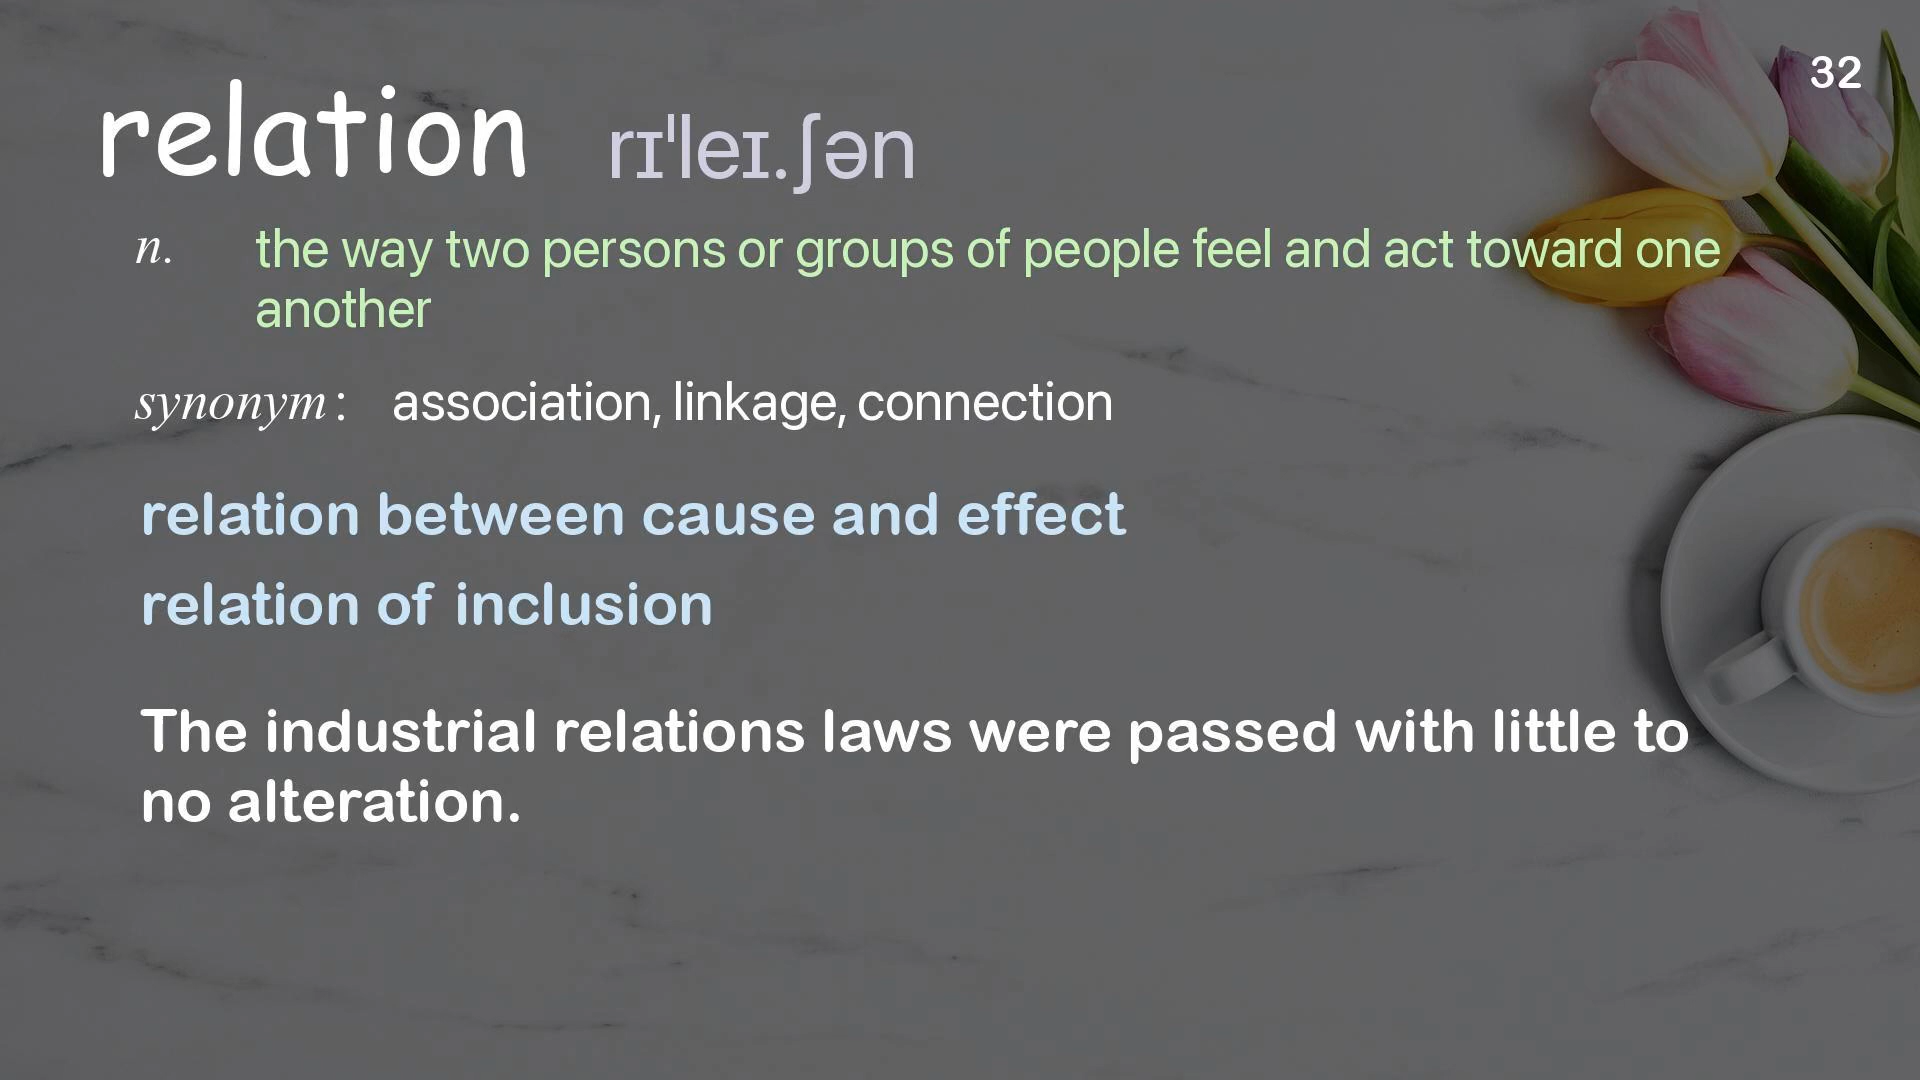 32
relation rɪˈleɪ.ʃən
n. the way two persons or groups of people feel and act toward one
another
synonym: association, linkage, connection
relation between cause and effect
relation of inclusion
The industrial relations laws were passed with little to
no alteration.